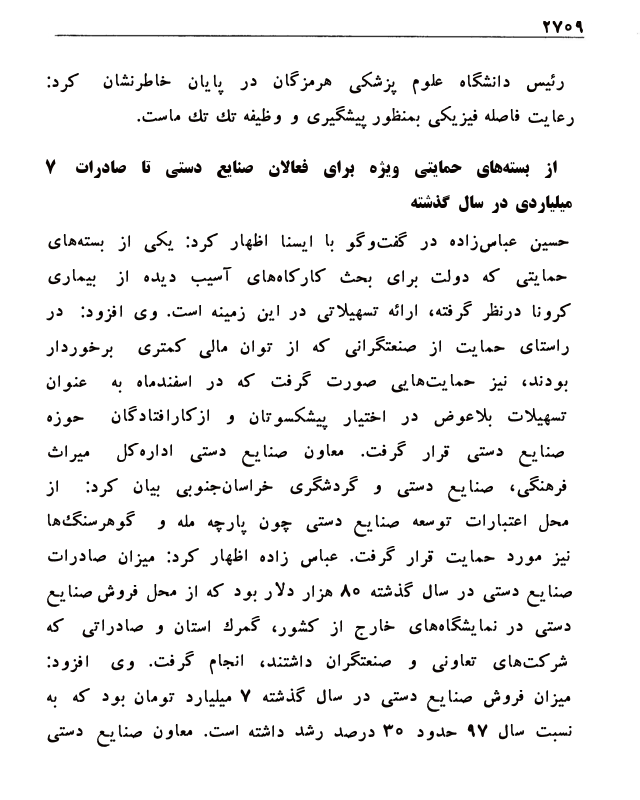 ۲۷۰۹
رئیس دانشگاه علوم پزشکی هرمزگان در پایان خاطرنشان کرد:
رعایت فاصله فیزیکی بمنظور پیشگیری و وظیفه تك تك ماست.
از بسته‌های حمایتی ویژه برای فعالان صنایع دستی تا صادرات ۷
میلیاردی در سال گذشته
حسین عباس‌زاده در گفت‌وگو با ایسنا اظهار کرد: یکی از بسته‌های
حمایتی که دولت برای بحث کارکاه‌های آسیب دیده از بیماری
کرونا درنظر گرفته، ارائه تسهیلاتی در این زمینه است. وی افزود: در
راستای حمایت از صنعتگرانی که از توان مالی کمتری برخوردار
بودند، نیز حمایت‌هایی صورت گرفت که در اسفندماه به عنوان
تسهیلات بلاعوض در اختیار پیشکسوتان و ازکارافتادگان حوزه
صنایع دستی قرار گرفت. معاون صنایع دستی اداره‌کل میراث
فرهنگی، صنایع دستی و گردشگری خراسان‌جنوبی بیان کرد: از
محل اعتبارات توسعه صنایع دستی چون پارچه مله و گوهرسنگ‌ها
نیز مورد حمایت قرار گرفت. عباس زاده اظهار کرد: میزان صادرات
صنایع دستی در سال گذشته ۸۰ هزار دلار بود که از محل فروش صنایع
دستی در نمایشگاه‌های خارج از کشور، گمرك استان و صادراتی که
شرکت‌های تعاونی و صنعتگران داشتند، انجام گرفت. وی افزود:
میزان فروش صنایع دستی در سال گذشته ۷ میلیارد تومان بود که به
نسبت سال ۹۷ حدود ۳۰ درصد رشد داشته است. معاون صنایع دستی